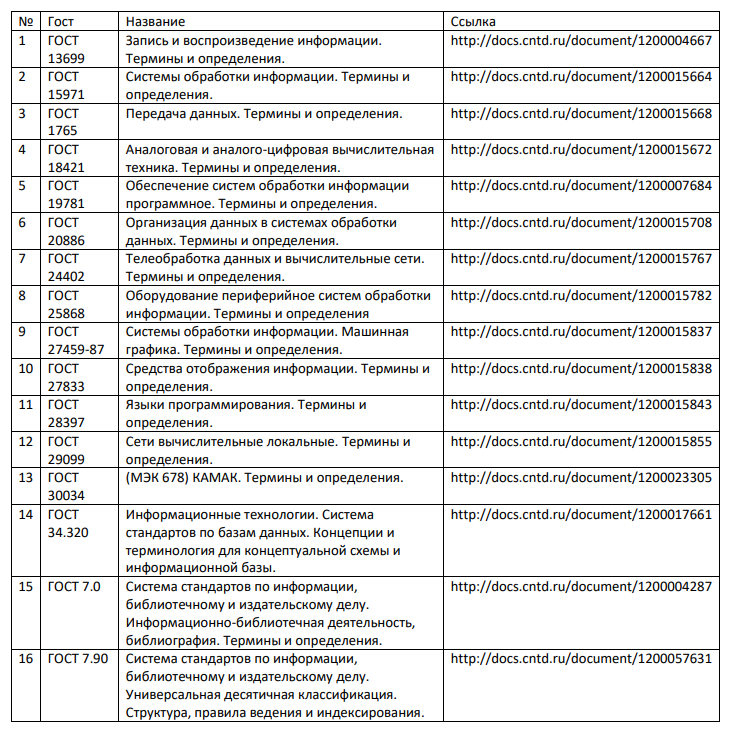 № Гост Название Ссылка
1 ГОСТ Запись и воспроизведение информации. http://docs.cntd.ru/document/1200004667
13699 Термины и определения.
2 ГОСТ Системы обработки информации. Термины и http://docs.cntd.ru/document/1200015664
15971 определения.
3 ГОСТ Передача данных. Термины и определения. http://docs.cntd.ru/document/1200015668
1765
4 ГОСТ Аналоговая и аналого-цифровая вычислительная http://docs.cntd.ru/document/1200015672
18421 техника. Термины и определения.
5 ГОСТ Обеспечение систем обработки информации http://docs.cntd.ru/document/1200007684
19781 программное. Термины и определения.
6 ГОСТ Организация данных в системах обработки http://docs.cntd.ru/document/1200015708
20886 данных. Термины и определения.
7 ГОСТ Телеобработка данных и вычислительные сети. http://docs.cntd.ru/document/1200015767
24402 Термины и определения.
8 ГОСТ Оборудование периферийное систем обработки http://docs.cntd.ru/document/1200015782
25868 информации. Термины и определения
9 ГОСТ Системы обработки информации. Машинная http://docs.cntd.ru/document/1200015837
27459-87 графика. Термины и определения.
10 ГОСТ Средства отображения информации. Термины и http://docs.cntd.ru/document/1200015838
27833 определения.
11 ГОСТ Языки программирования. Термины и http://docs.cntd.ru/document/1200015843
28397 определения.
12 ГОСТ Сети вычислительные локальные. Термины и http://docs.cntd.ru/document/1200015855
29099 определения.
13 ГОСТ (МЭК 678) КАМАК. Термины и определения. http://docs.cntd.ru/document/1200023305
30034
14 ГОСТ Информационные технологии. Система http://docs.cntd.ru/document/1200017661
34.320 стандартов по базам данных. Концепции и
терминология для концептуальной схемы и
информационной базы.
15 ГОСТ 7.0 Система стандартов по информации, http://docs.cntd.ru/document/1200004287
библиотечному и издательскому делу.
Информационно-библиотечная деятельность,
библиография. Термины и определения.
16 ГОСТ 7.90 Система стандартов по информации, http://docs.cntd.ru/document/1200057631
библиотечному и издательскому делу.
Универсальная десятичная классификация.
Структура, правила ведения и индексирования.